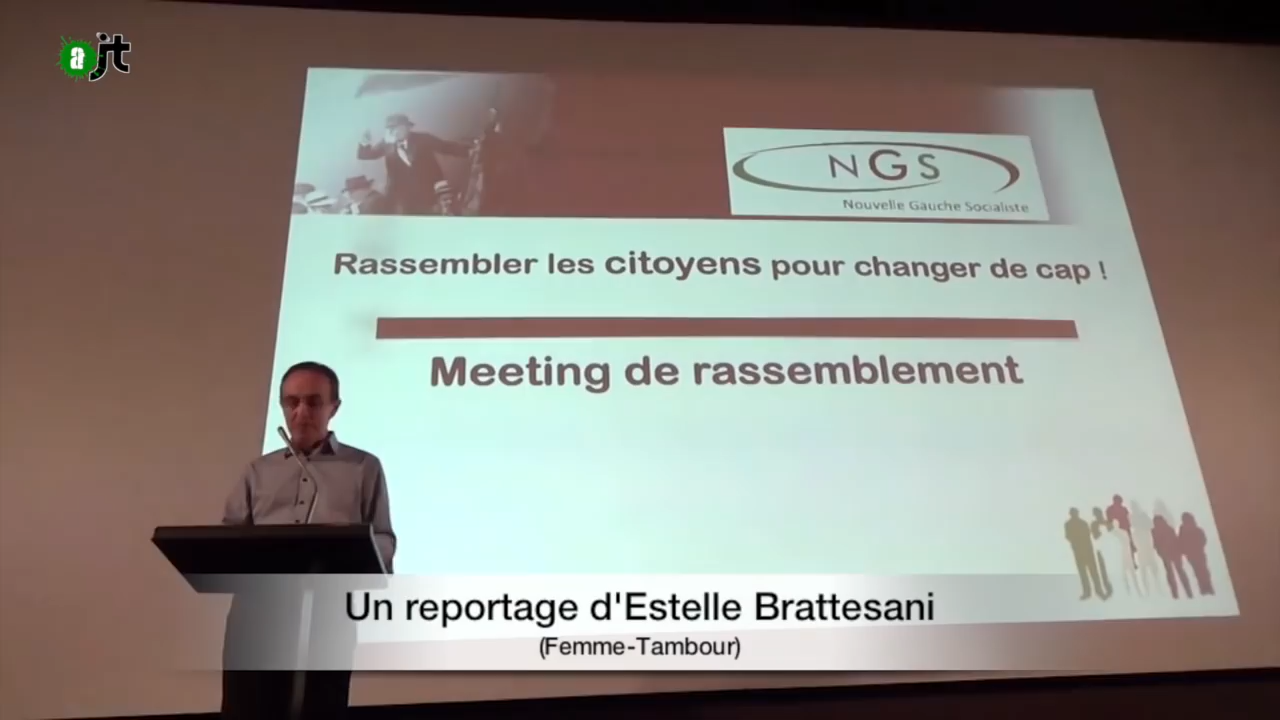 ajt
NGS
Nouvelle Gauche Socialiste
Rassembler les citoyens pour changer de cap !
Meeting de rassemblement
Un reportage d'Estelle Brattesani
(Femme-Tambour)